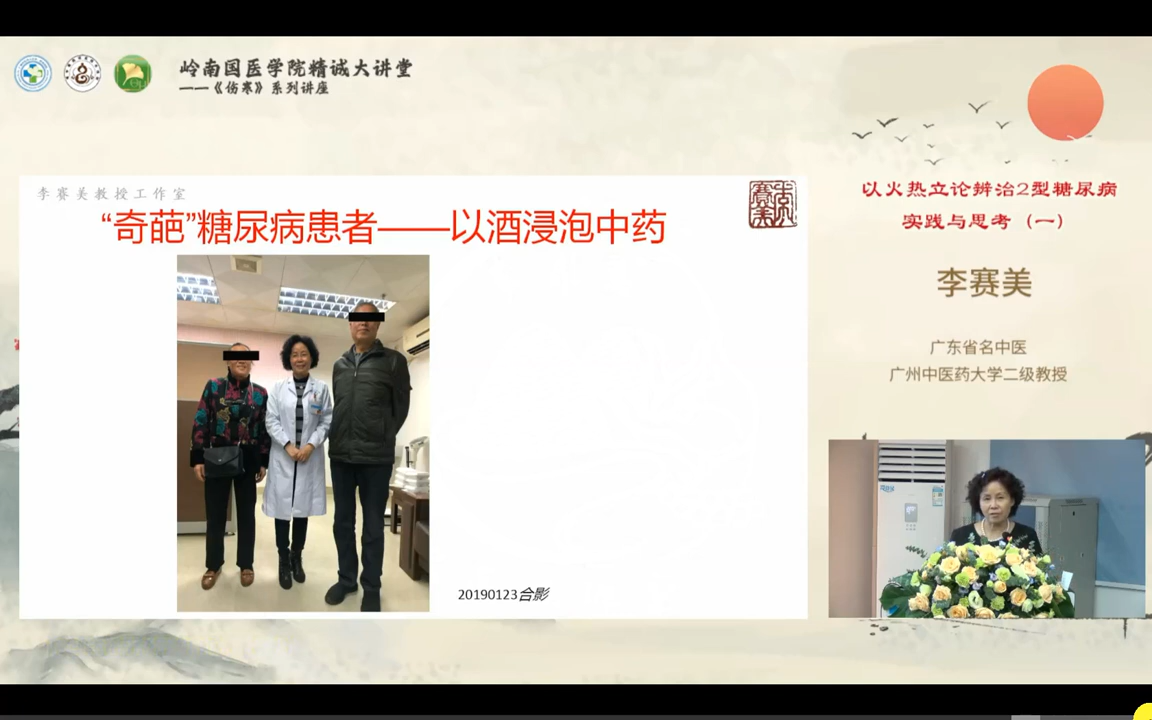 岭南国医学院精诚大讲堂
——《伤寒》系列讲座
李赛美教授工作室
“奇葩”糖尿病患者——以酒浸泡中药
20190123合影
以火热立论辨治2型糖尿病
实践与思考（一）
李赛美
广东省名中医
广州中医药大学二级教授